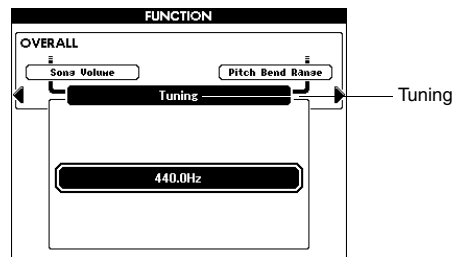 FUNCTION
OVERALL
Song Volume
Pitch Bend Range
Tuning
Tuning
440.0Hz